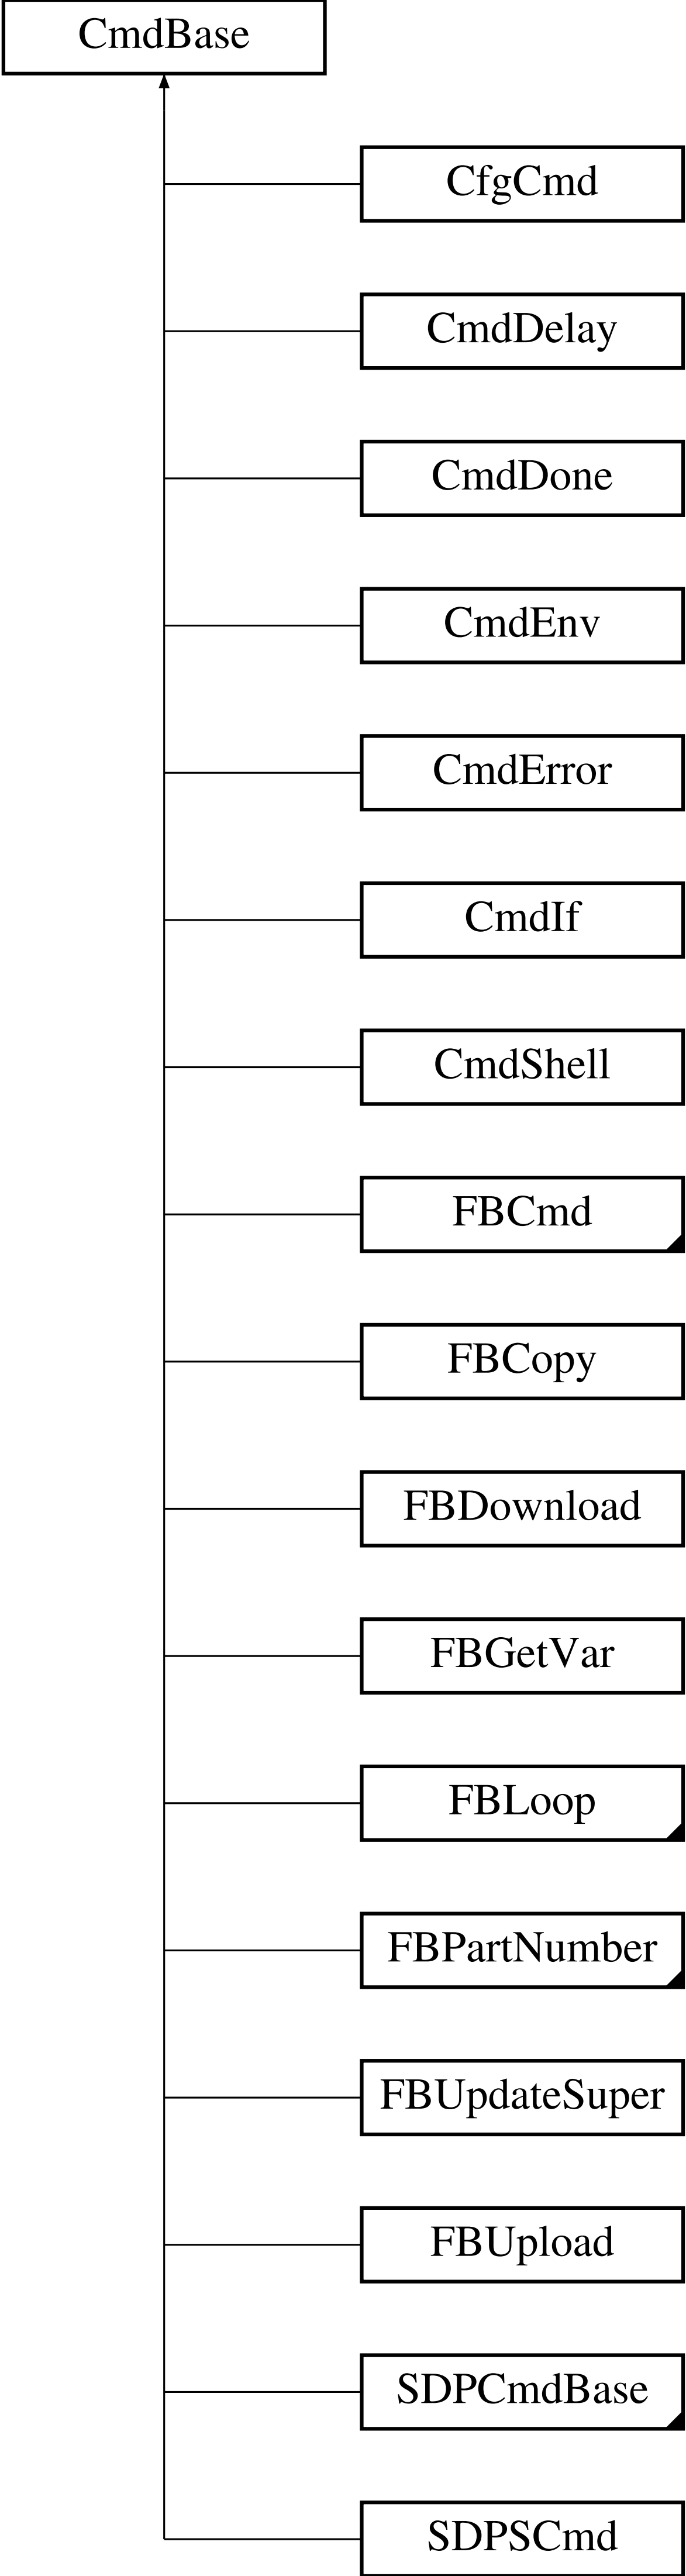 CmdBase
CfgCmd
CmdDelay
CmdDone
CmdEnv
CmdError
CmdIf
CmdShell
FBCmd
FBCopy
FBDownload
FBGetVar
FBLoop
FBPartNumber
FBUpdateSuper
FBUpload
SDPCmdBase
SDPSCmd